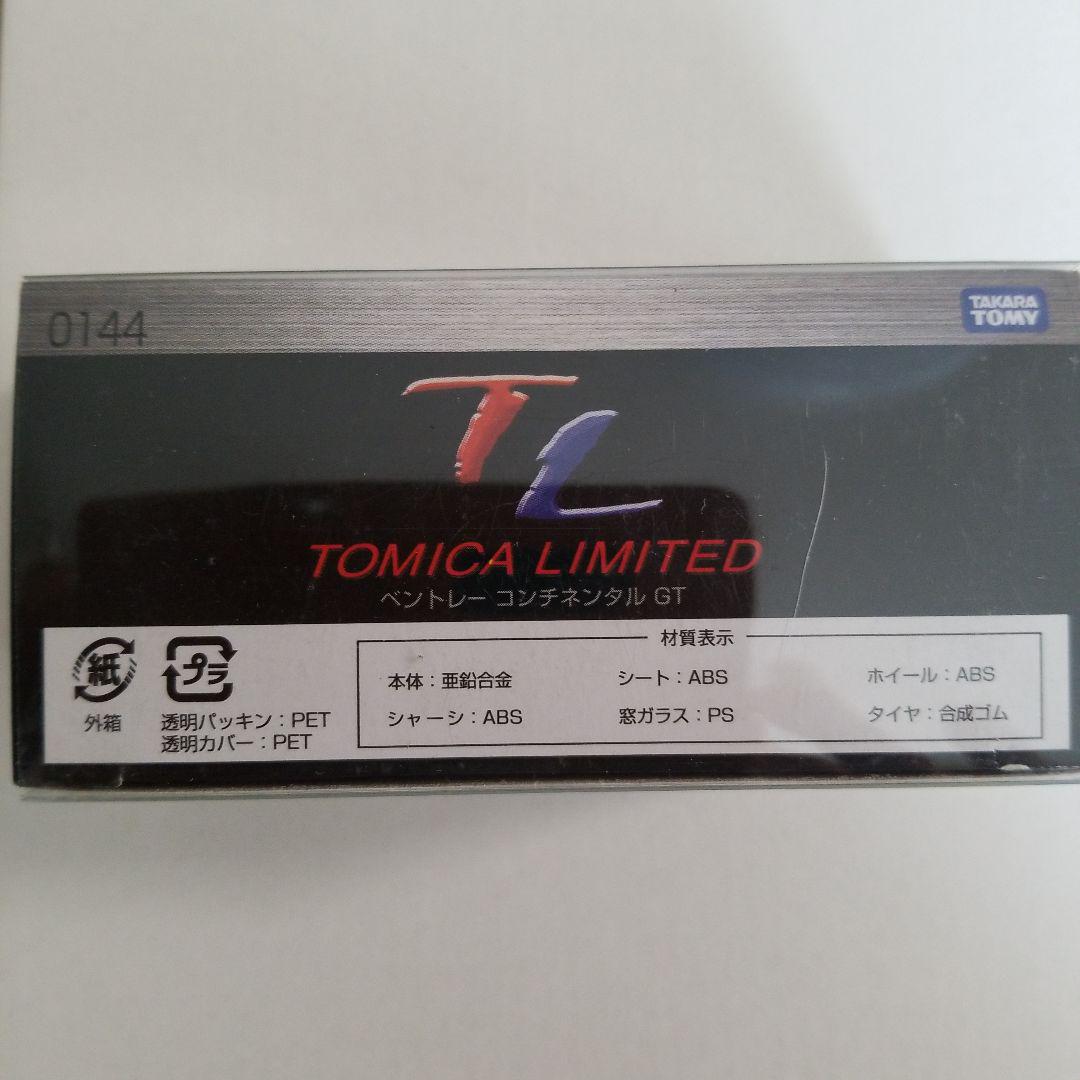 0144
TAKARA
TOMY
TL
TOMICA LIMITED
ベントレー コンチネンタル GT
材質表示
紙
プラ
本体：亜鉛合金 シート：ABS ホイール：ABS
外箱
透明パッキン：PET
シャーシ：ABS 窓ガラス：PS タイヤ：合成ゴム
透明カバー：PET